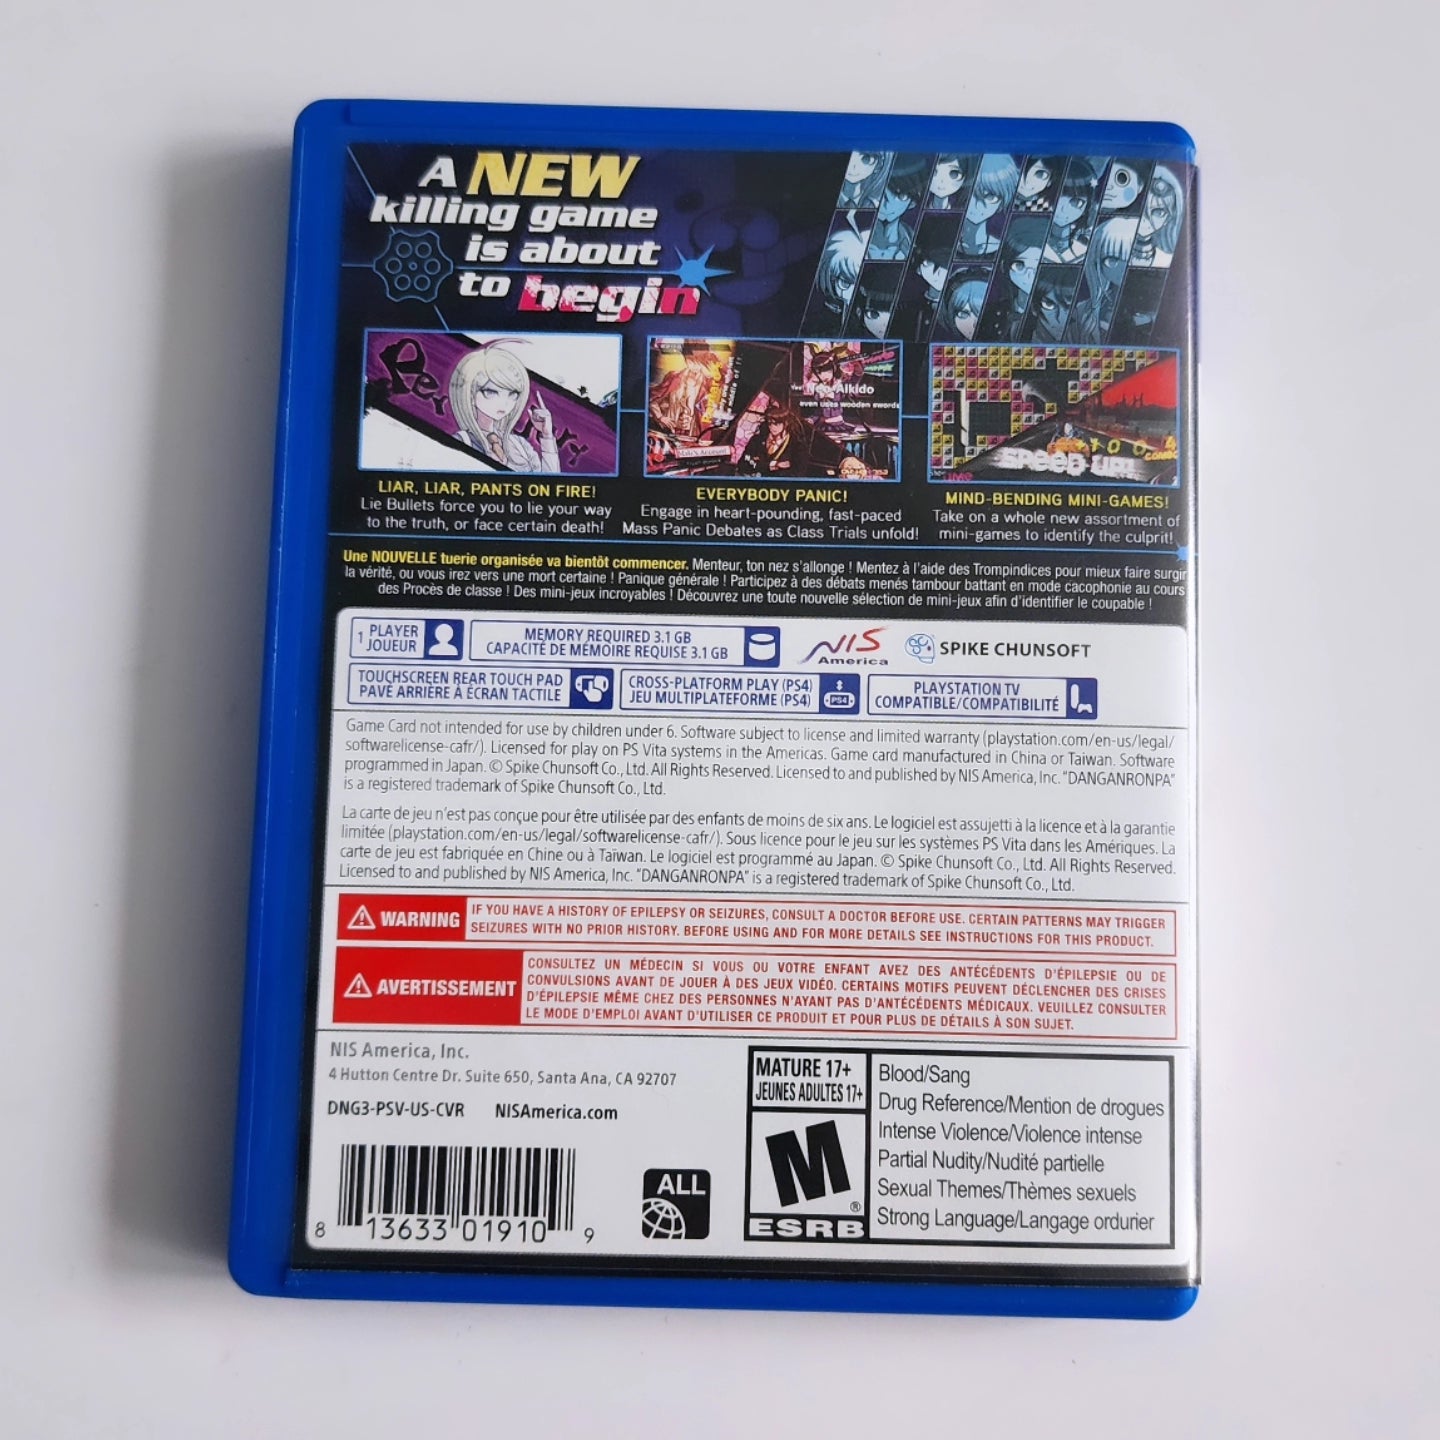 A NEW
killing game
is about
to begin
LIAR, LIAR, PANTS ON FIRE!
Lie Bullets force you to lie your way
to the truth, or face certain death!
Neo-Aikido
even uses wooden swords
EVERYBODY PANIC!
Engage in heart-pounding, fast-paced
Mass Panic Debates as Class Trials unfold!
SPEED UP!
MIND-BENDING MINI-GAMES!
Take on a whole new assortment of
mini-games to identify the culprit!
Une NOUVELLE tuerie organisée va bientôt commencer. Menteur, ton nez s'allonge ! Mentez à l'aide des Trompindices pour mieux faire surgir
la vérité, ou vous irez vers une mort certaine ! Panique générale ! Participez à des débats menés tambour battant en mode cacophonie au cours
des Procès de classe ! Des mini-jeux incroyables ! Découvrez une toute nouvelle sélection de mini-jeux afin d'identifier le coupable !
1 PLAYER
JOUEUR
MEMORY REQUIRED 3.1 GB
CAPACITÉ DE MÉMOIRE REQUISE 3.1 GB
NIS
America
SPIKE CHUNSOFT
TOUCHSCREEN REAR TOUCH PAD
PAVÉ ARRIÈRE À ÉCRAN TACTILE
CROSS-PLATFORM PLAY (PS4)
JEU MULTIPLATEFORME (PS4)
PS4
PLAYSTATION TV
COMPATIBLE/COMPATIBILITÉ
Game Card not intended for use by children under 6. Software subject to license and limited warranty (playstation.com/en-us/legal/
softwarelicense-cafr/). Licensed for play on PS Vita systems in the Americas. Game card manufactured in China or Taiwan. Software
programmed in Japan. © Spike Chunsoft Co., Ltd. All Rights Reserved. Licensed to and published by NIS America, Inc. "DANGANRONPA"
is a registered trademark of Spike Chunsoft Co., Ltd.
La carte de jeu n'est pas conçue pour être utilisée par des enfants de moins de six ans. Le logiciel est assujetti à la licence et à la garantie
limitée (playstation.com/en-us/legal/softwarelicense-cafr/). Sous licence pour le jeu sur les systèmes PS Vita dans les Amériques. La
carte de jeu est fabriquée en Chine ou à Taïwan. Le logiciel est programmé au Japan. © Spike Chunsoft Co., Ltd. All Rights Reserved.
Licensed to and published by NIS America, Inc. "DANGANRONPA" is a registered trademark of Spike Chunsoft Co., Ltd.
WARNING
IF YOU HAVE A HISTORY OF EPILEPSY OR SEIZURES, CONSULT A DOCTOR BEFORE USE. CERTAIN PATTERNS MAY TRIGGER
SEIZURES WITH NO PRIOR HISTORY. BEFORE USING AND FOR MORE DETAILS SEE INSTRUCTIONS FOR THIS PRODUCT.
AVERTISSEMENT
CONSULTEZ UN MÉDECIN SI VOUS OU VOTRE ENFANT AVEZ DES ANTÉCÉDENTS D'ÉPILEPSIE OU DE
CONVULSIONS AVANT DE JOUER À DES JEUX VIDÉO. CERTAINS MOTIFS PEUVENT DÉCLENCHER DES CRISES
D'ÉPILEPSIE MÊME CHEZ DES PERSONNES N'AYANT PAS D'ANTÉCÉDENTS MÉDICAUX. VEUILLEZ CONSULTER
LE MODE D'EMPLOI AVANT D'UTILISER CE PRODUIT ET POUR PLUS DE DÉTAILS À SON SUJET.
NIS America, Inc.
4 Hutton Centre Dr. Suite 650, Santa Ana, CA 92707
DNG3-PSV-US-CVR NISAmerica.com
8 13633 01910 9
ALL
MATURE 17+
JEUNES ADULTES 17+
M
®
ESRB
Blood/Sang
Drug Reference/Mention de drogues
Intense Violence/Violence intense
Partial Nudity/Nudité partielle
Sexual Themes/Thèmes sexuels
Strong Language/Langage ordurier